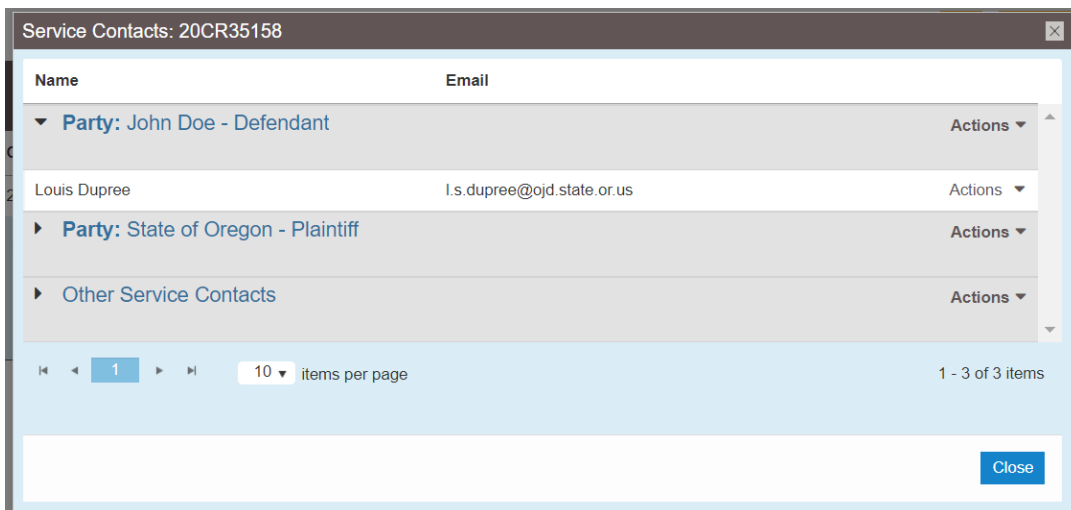 Service Contacts: 20CR35158
Name Email
Party: John Doe - Defendant Actions
Louis Dupree l.s.dupree@ojd.state.or.us Actions
Party: State of Oregon - Plaintiff Actions
Other Service Contacts Actions
1 10 items per page 1 - 3 of 3 items
Close